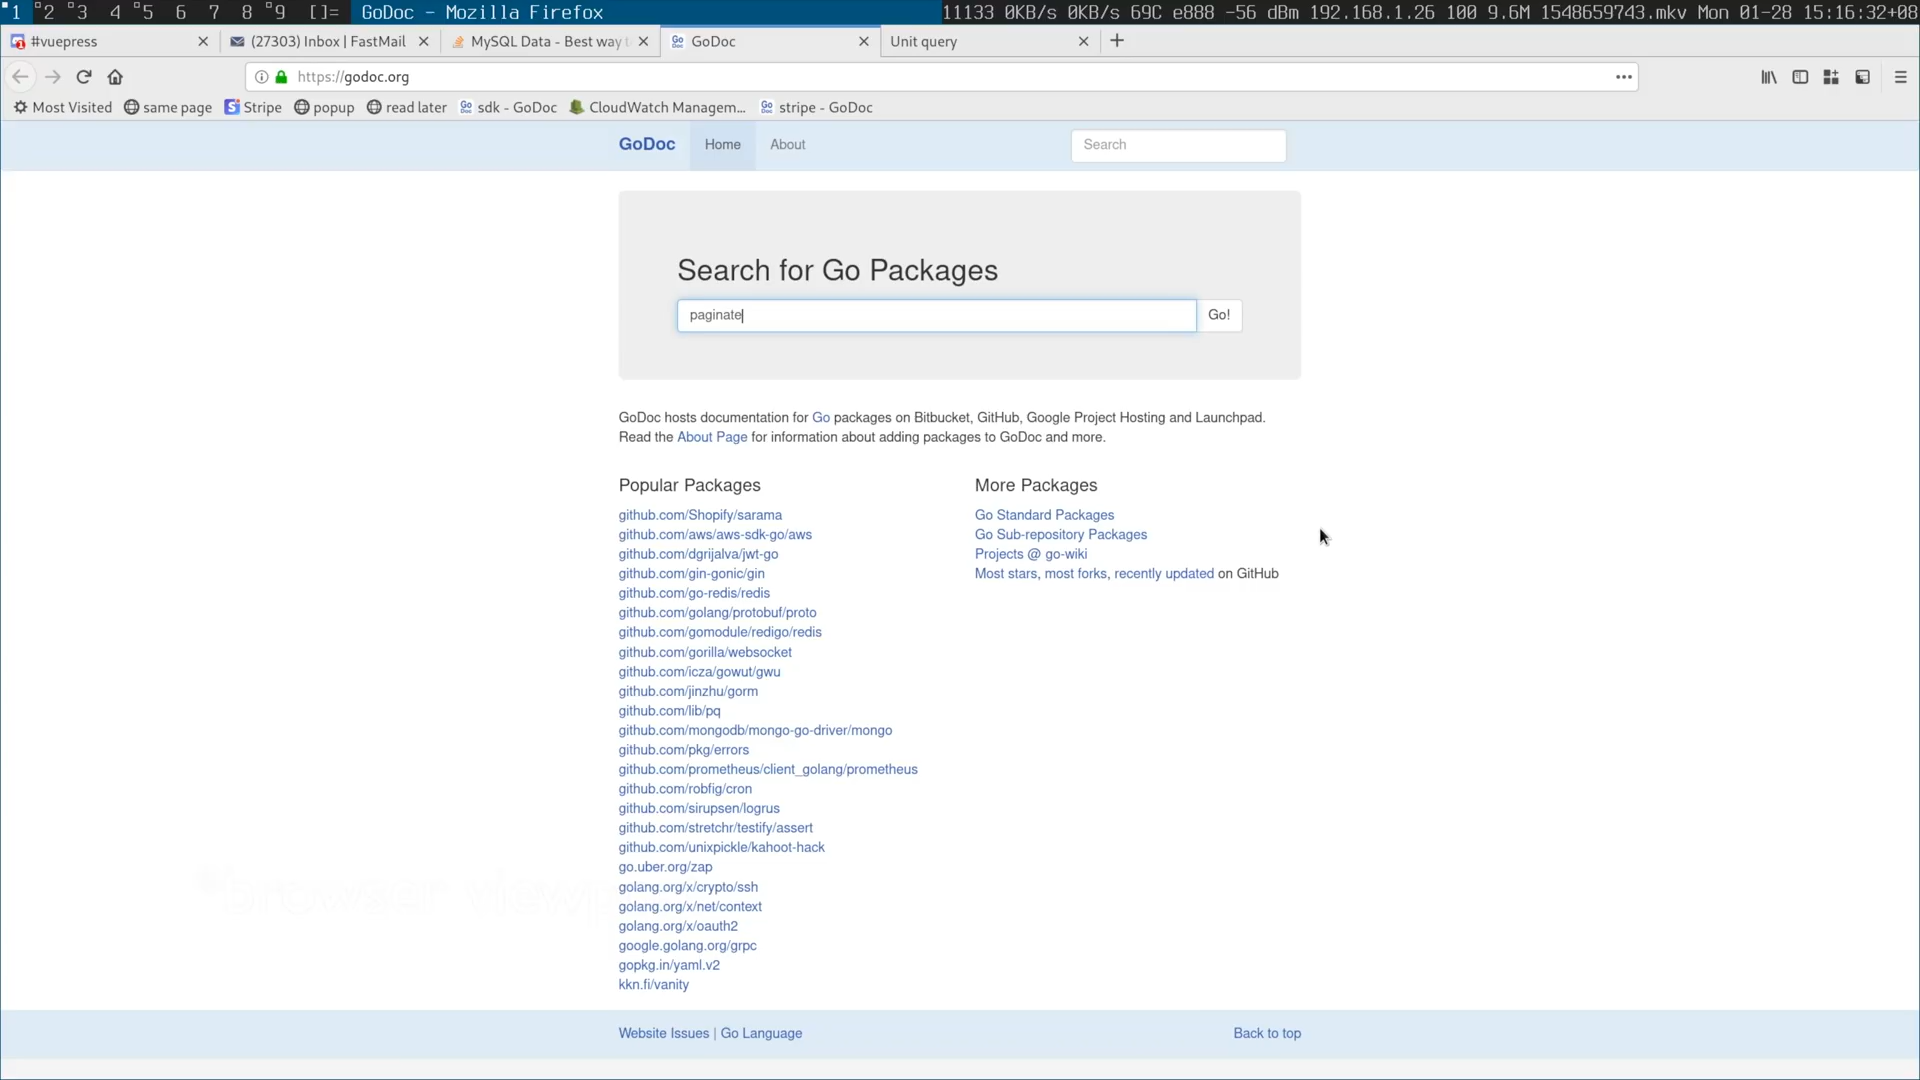 1 2 3 4 5 6 7 8 9 []= GoDoc - Mozilla Firefox 11133 0KB/s 0KB/s 69C e888 -56 dBm 192.168.1.26 100 9.6M 1548659743.mkv Mon 01-28 15:16:32+08
#vuepress (27303) Inbox | FastMail MySQL Data - Best way t GoDoc Unit query
https://godoc.org
Most Visited same page Stripe popup read later sdk - GoDoc CloudWatch Managem... stripe - GoDoc
GoDoc Home About Search
Search for Go Packages
paginate Go!
GoDoc hosts documentation for Go packages on Bitbucket, GitHub, Google Project Hosting and Launchpad.
Read the About Page for information about adding packages to GoDoc and more.
Popular Packages
github.com/Shopify/sarama
github.com/aws/aws-sdk-go/aws
github.com/dgrijalva/jwt-go
github.com/gin-gonic/gin
github.com/go-redis/redis
github.com/golang/protobuf/proto
github.com/gomodule/redigo/redis
github.com/gorilla/websocket
github.com/icza/gowut/gwu
github.com/jinzhu/gorm
github.com/lib/pq
github.com/mongodb/mongo-go-driver/mongo
github.com/pkg/errors
github.com/prometheus/client_golang/prometheus
github.com/robfig/cron
github.com/sirupsen/logrus
github.com/stretchr/testify/assert
github.com/unixpickle/kahoot-hack
go.uber.org/zap
golang.org/x/crypto/ssh
golang.org/x/net/context
golang.org/x/oauth2
google.golang.org/grpc
gopkg.in/yaml.v2
kkn.fi/vanity
More Packages
Go Standard Packages
Go Sub-repository Packages
Projects @ go-wiki
Most stars, most forks, recently updated on GitHub
browser
Website Issues | Go Language Back to top